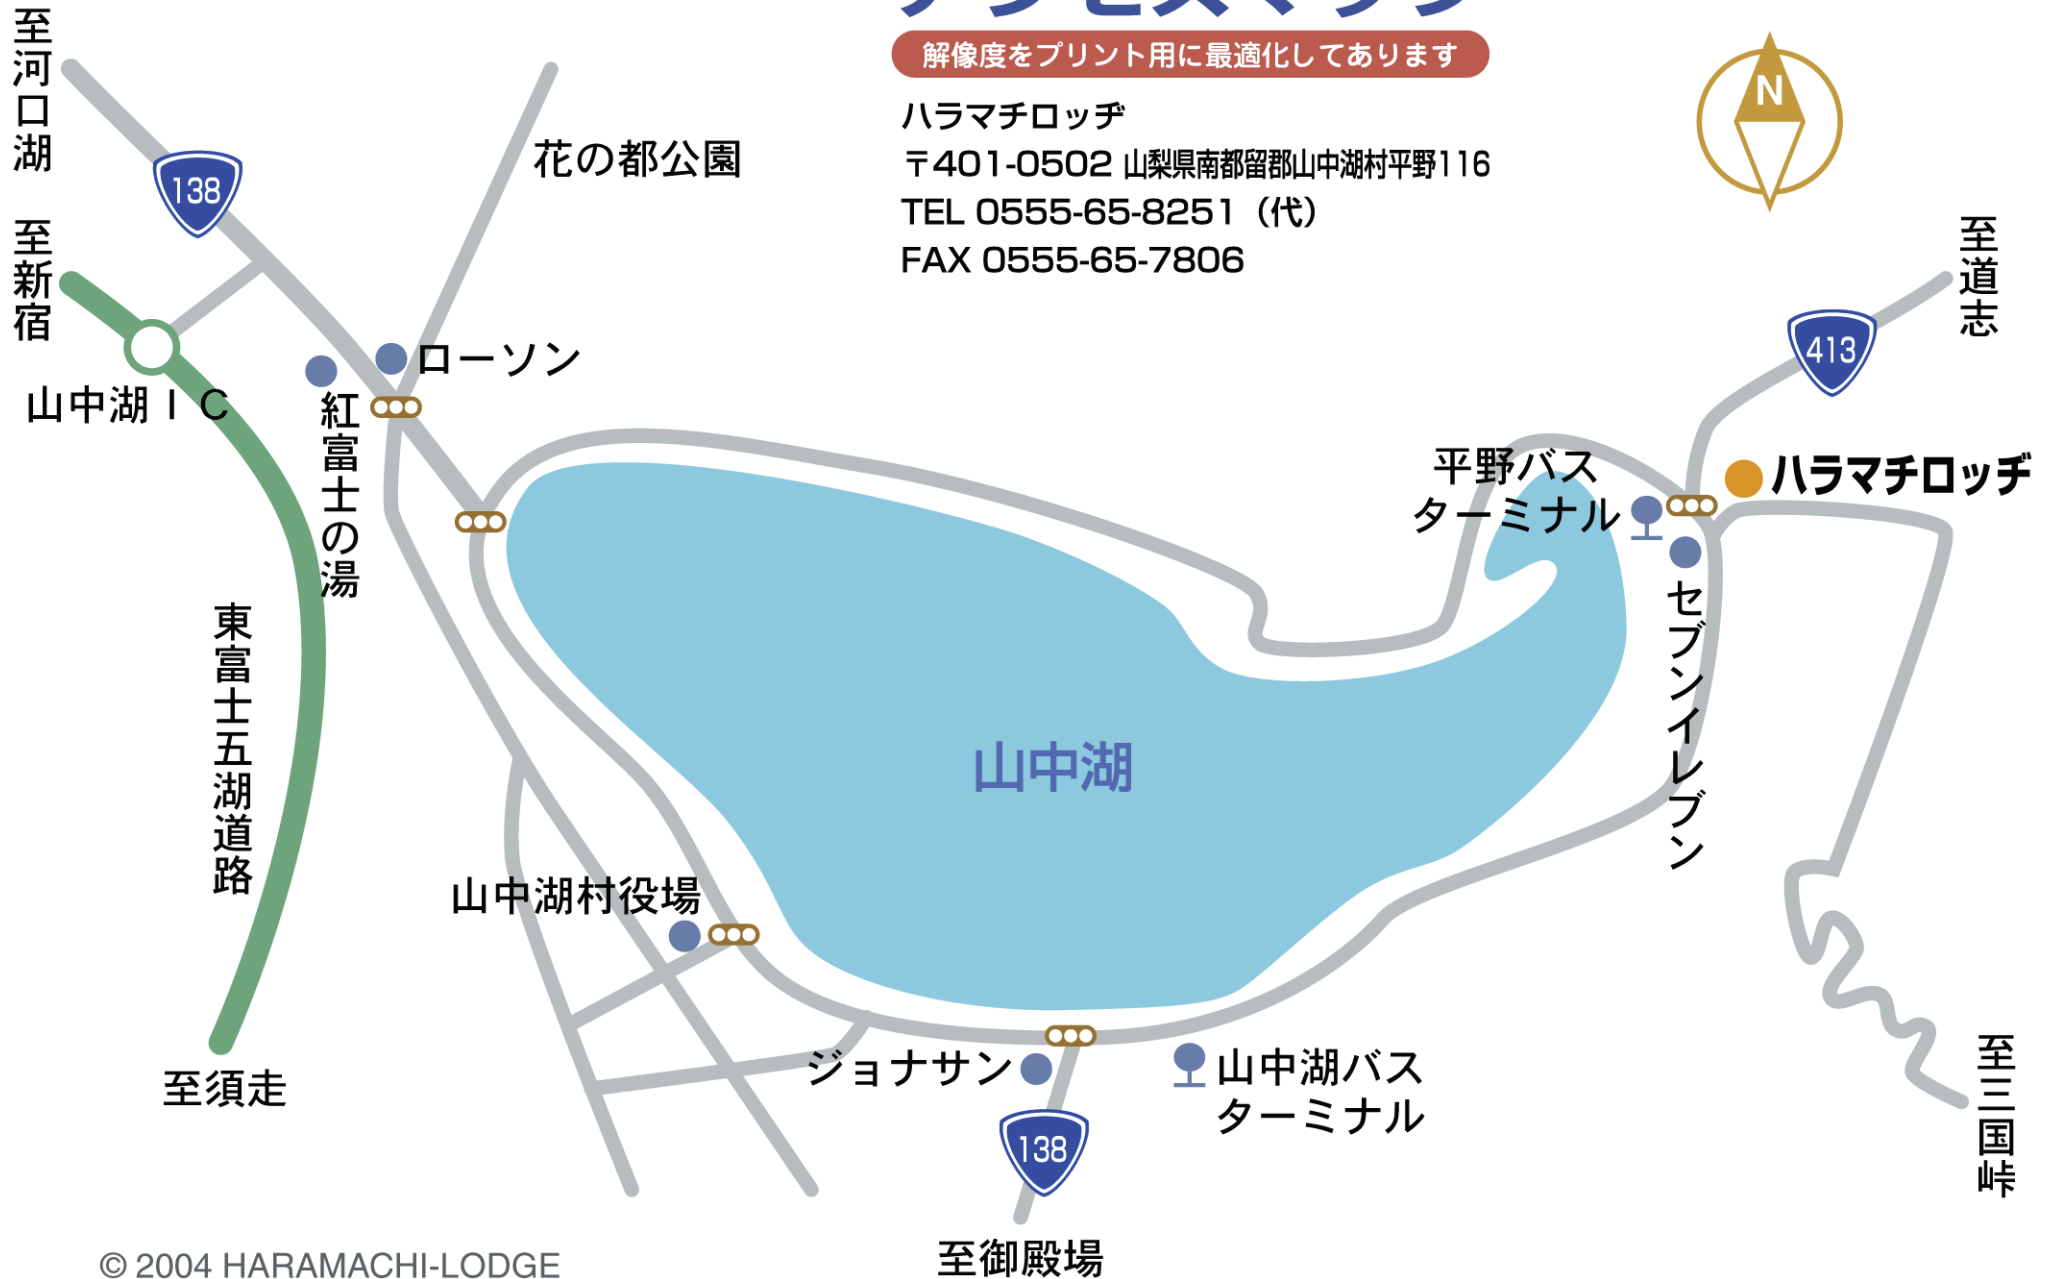 アクセスマップ
解像度をプリント用に最適化してあります
ハラマチロッヂ
〒401-0502 山梨県南都留郡山中湖村平野116
TEL 0555-65-8251（代）
FAX 0555-65-7806
N
至河口湖
138
花の都公園
至新宿
山中湖ＩＣ
ローソン
紅富士の湯
東富士五湖道路
至須走
至道志
413
平野バス
ターミナル
ハラマチロッヂ
セブンイレブン
山中湖
山中湖村役場
ジョナサン
山中湖バス
ターミナル
138
至御殿場
至三国峠
© 2004 HARAMACHI-LODGE